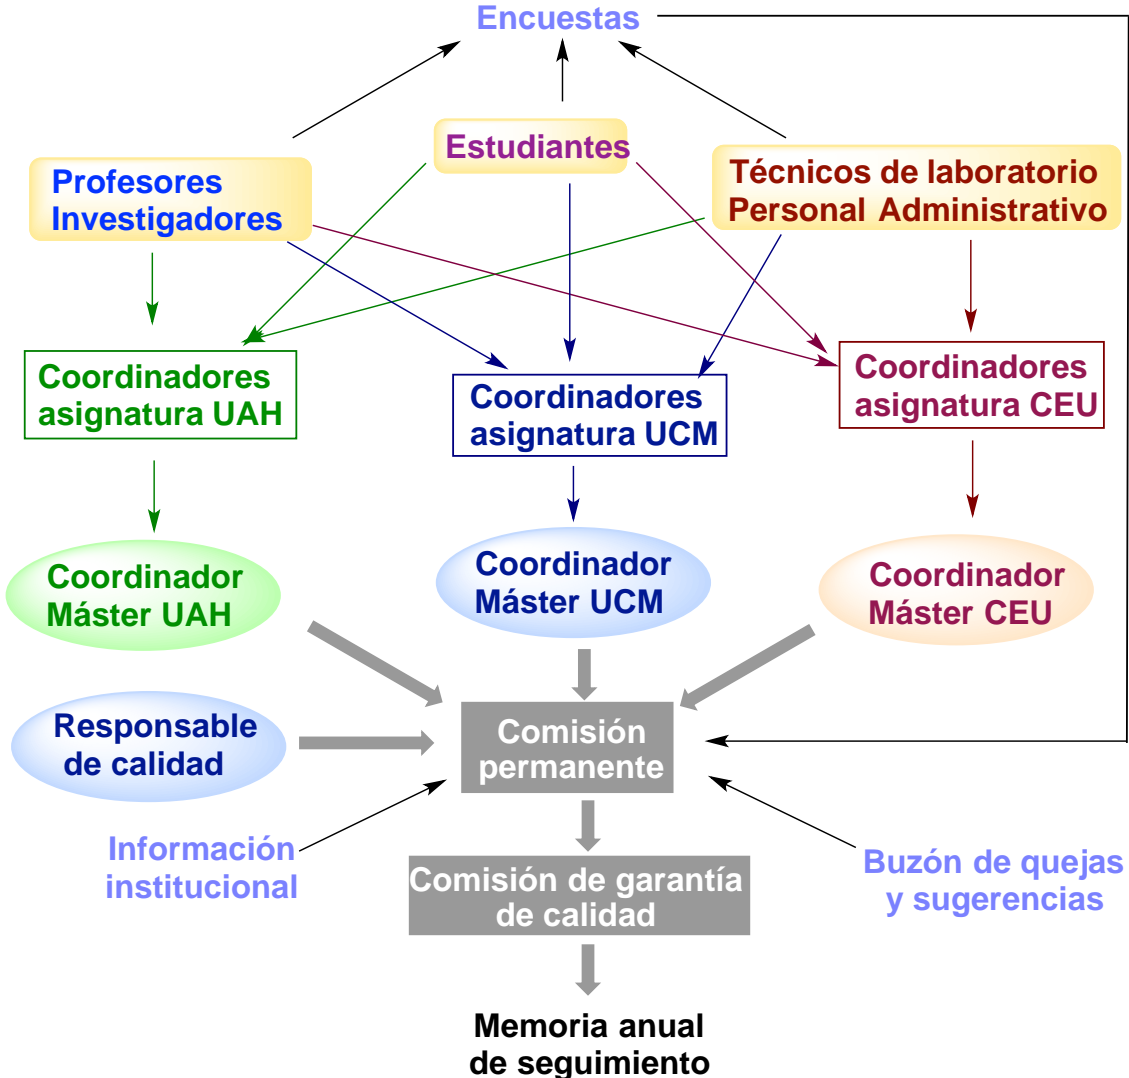 Encuestas
Estudiantes
Profesores
Investigadores
Técnicos de laboratorio
Personal Administrativo
Coordinadores
asignatura UAH
Coordinadores
asignatura UCM
Coordinadores
asignatura CEU
Coordinador
Máster UAH
Coordinador
Máster UCM
Coordinador
Máster CEU
Responsable
de calidad
Comisión
permanente
Información
institucional
Comisión de garantía
de calidad
Buzón de quejas
y sugerencias
Memoria anual
de seguimiento